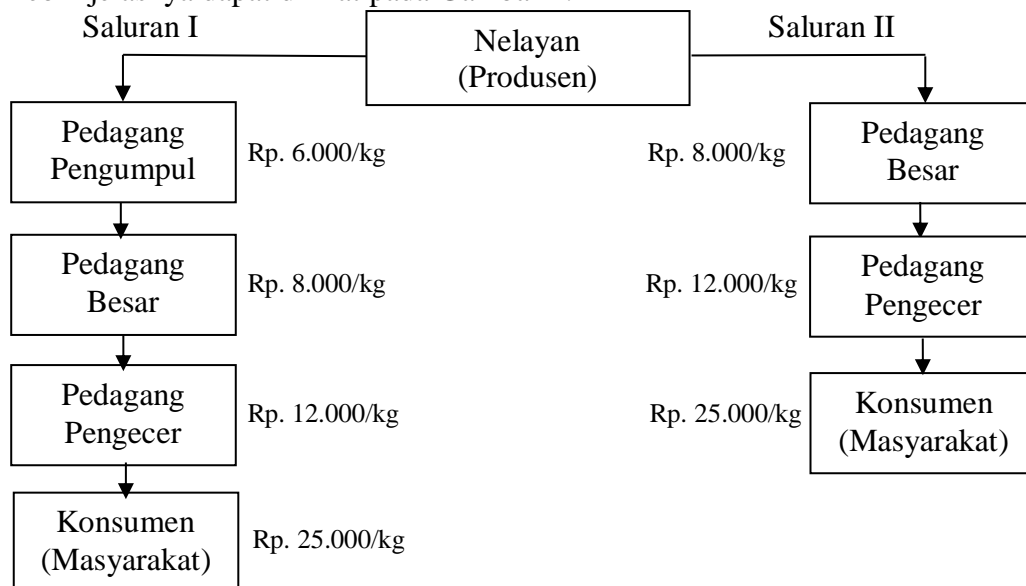 Saluran I
Nelayan
(Produsen)
Saluran II
Pedagang
Pengumpul
Rp. 6.000/kg
Pedagang
Besar
Rp. 8.000/kg
Pedagang
Pengecer
Rp. 12.000/kg
Konsumen
(Masyarakat)
Rp. 25.000/kg
Rp. 8.000/kg
Pedagang
Besar
Rp. 12.000/kg
Pedagang
Pengecer
Rp. 25.000/kg
Konsumen
(Masyarakat)